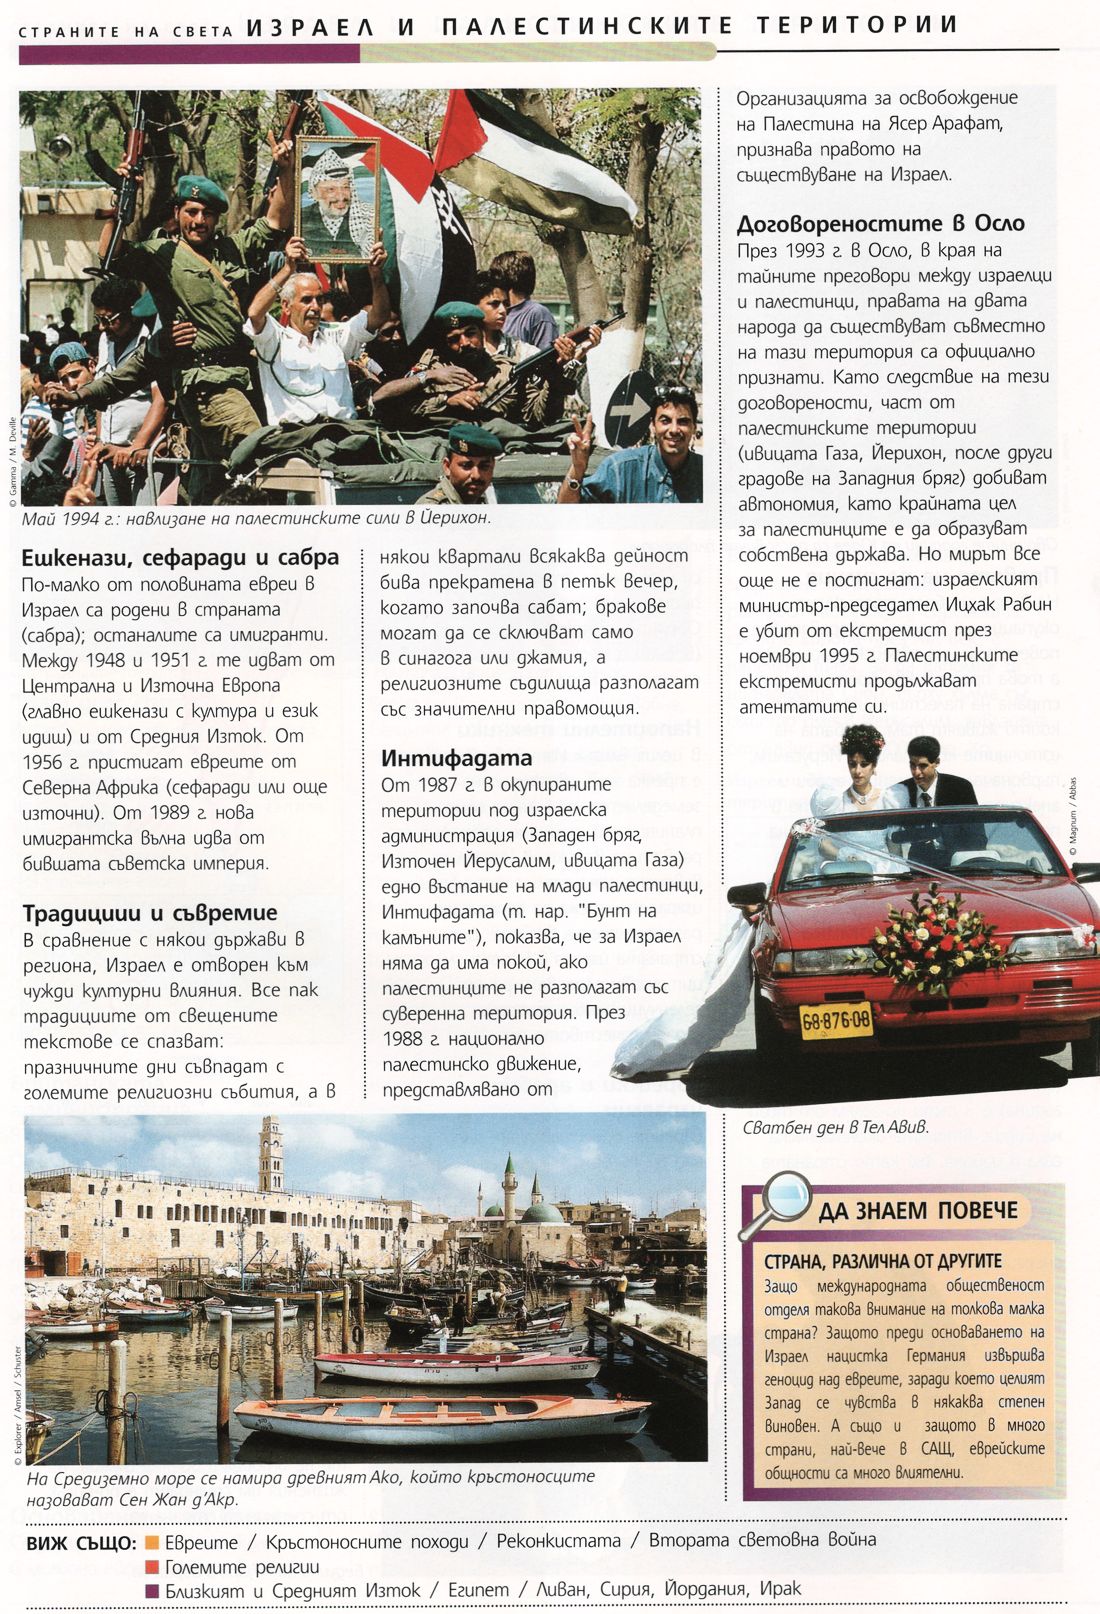 СТРАНИТЕ НА СВЕТА ИЗРАЕЛ И ПАЛЕСТИНСКИТЕ ТЕРИТОРИИ
© Gamma / M. Deville
Май 1994 г.: навлизане на палестинските сили в Йерихон.
Ешкенази, сефаради и сабра
По-малко от половината евреи в
Израел са родени в страната
(сабра); останалите са имигранти.
Между 1948 и 1951 г. те идват от
Централна и Източна Европа
(главно ешкенази с култура и език
идиш) и от Средния Изток. От
1956 г. пристигат евреите от
Северна Африка (сефаради или още
източни). От 1989 г. нова
имигрантска вълна идва от
бившата съветска империя.
Традициии и съвремие
В сравнение с някои държави в
региона, Израел е отворен към
чужди културни влияния. Все пак
традициите от свещените
текстове се спазват:
празничните дни съвпадат с
големите религиозни събития, а в
някои квартали всякаква дейност
бива прекратена в петък вечер,
когато започва сабат; бракове
могат да се сключват само
в синагога или джамия, а
религиозните съдилища разполагат
със значителни правомощия.
Интифадата
От 1987 г. в окупираните
територии под израелска
администрация (Западен бряг,
Източен Йерусалим, ивицата Газа)
едно въстание на млади палестинци,
Интифадата (т. нар. "Бунт на
камъните"), показва, че за Израел
няма да има покой, ако
палестинците не разполагат със
суверенна територия. През
1988 г. национално
палестинско движение,
представлявано от
Организацията за освобождение
на Палестина на Ясер Арафат,
признава правото на
съществуване на Израел.
Договореностите в Осло
През 1993 г. в Осло, в края на
тайните преговори между израелци
и палестинци, правата на двата
народа да съществуват съвместно
на тази територия са официално
признати. Като следствие на тези
договорености, част от
палестинските територии
(ивицата Газа, Йерихон, после други
градове на Западния бряг) добиват
автономия, като крайната цел
за палестинците е да образуват
собствена държава. Но мирът все
още не е постигнат: израелският
министър-председател Ицхак Рабин
е убит от екстремист през
ноември 1995 г. Палестинските
екстремисти продължават
атентатите си.
© Magnum / Abbas
68-876-08
Сватбен ден в Тел Авив.
© Explorer / Amsel / Schuster
На Средиземно море се намира древният Ако, който кръстоносците
назовават Сен Жан д'Акр.
ДА ЗНАЕМ ПОВЕЧЕ
СТРАНА, РАЗЛИЧНА ОТ ДРУГИТЕ
Защо международната общественост
отделя такова внимание на толкова малка
страна? Защото преди основаването на
Израел нацистка Германия извършва
геноцид над евреите, заради което целият
Запад се чувства в някаква степен
виновен. А също и защото в много
страни, най-вече в САЩ, еврейските
общности са много влиятелни.
ВИЖ СЪЩО: Евреите / Кръстоносните походи / Реконкистата / Втората световна война
Големите религии
Близкият и Средният Изток / Египет / Ливан, Сирия, Йордания, Ирак